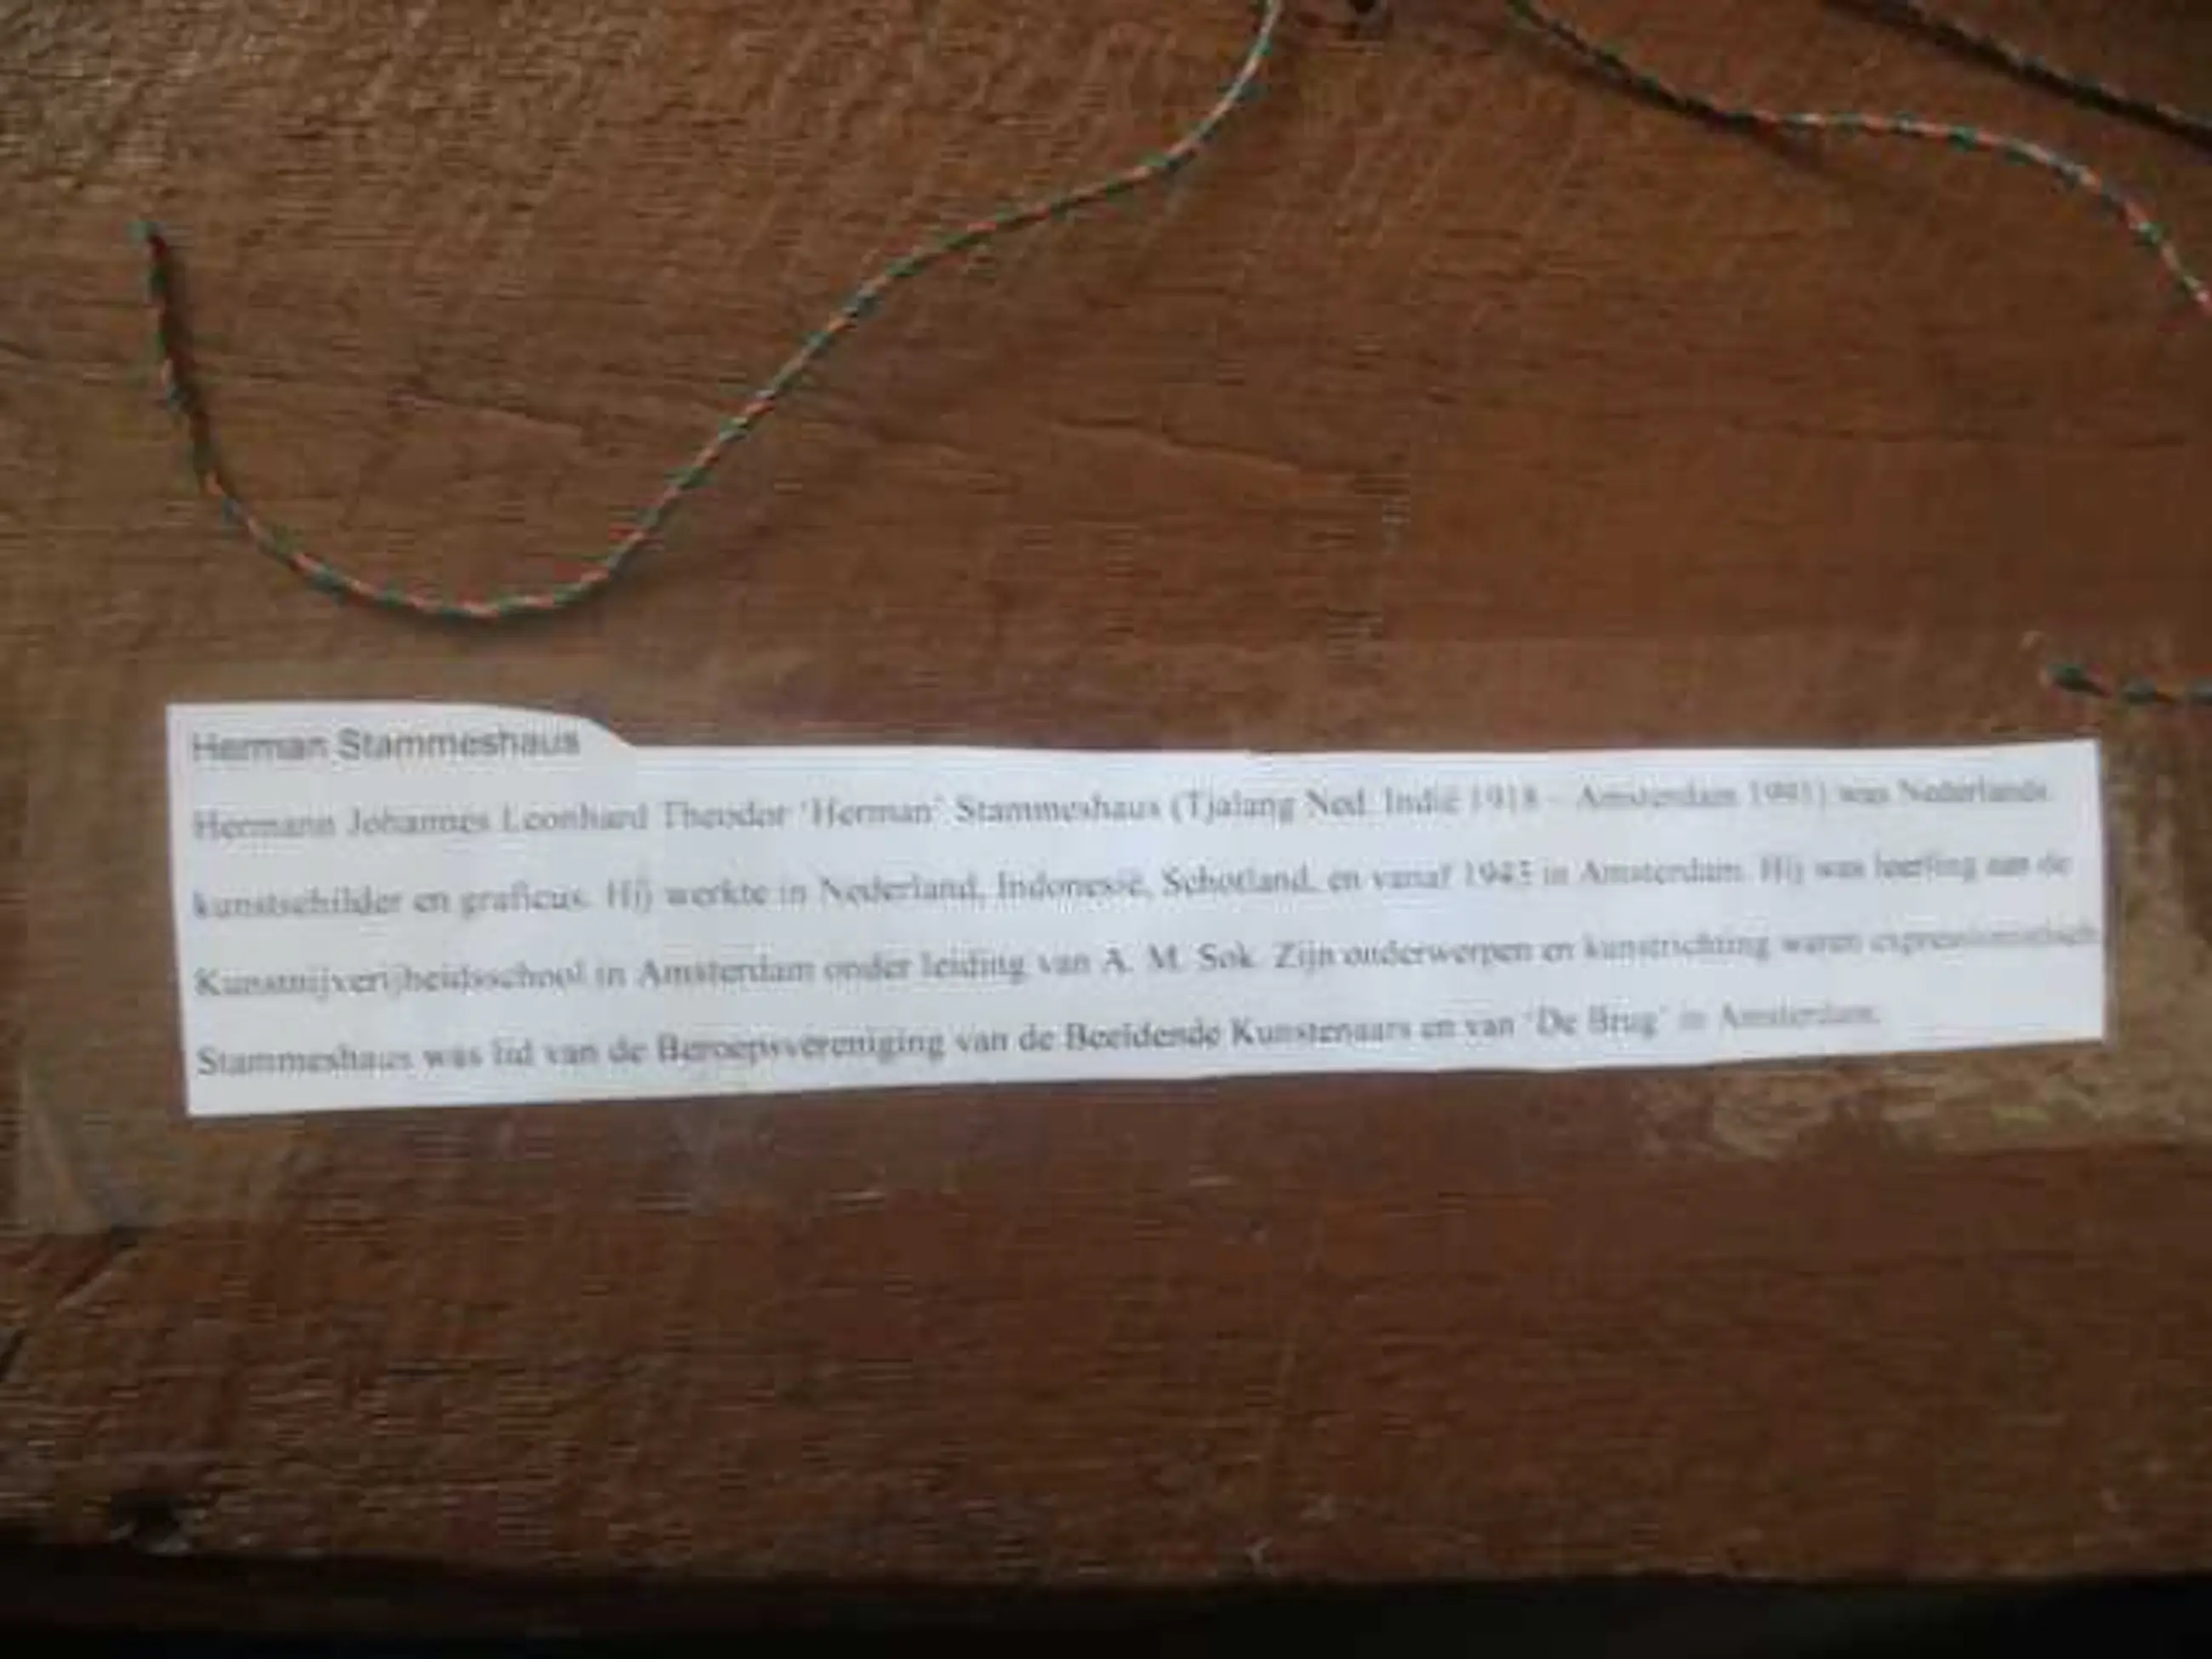 Herman Stammeshaus
Hermann Johannes Leonhard Theodor 'Herman' Stammeshaus (Tjalang Ned. Indië 1918 - Amsterdam was Nederlands
kunstschilder en graficus. Hij werkte in Nederland, Indonesië, Schotland, en vanaf 1945 in Amsterdam. Hij was leerling aan de
Kunstnijverijheidsschool in Amsterdam onder leiding van A. M. Sok. Zijn onderwerpen en kunstrichting waren expressionistisch
Stammeshaus was lid van de Beroepsvereniging van de Beeldende Kunstenaars en van 'De Brug' in Amsterdam.